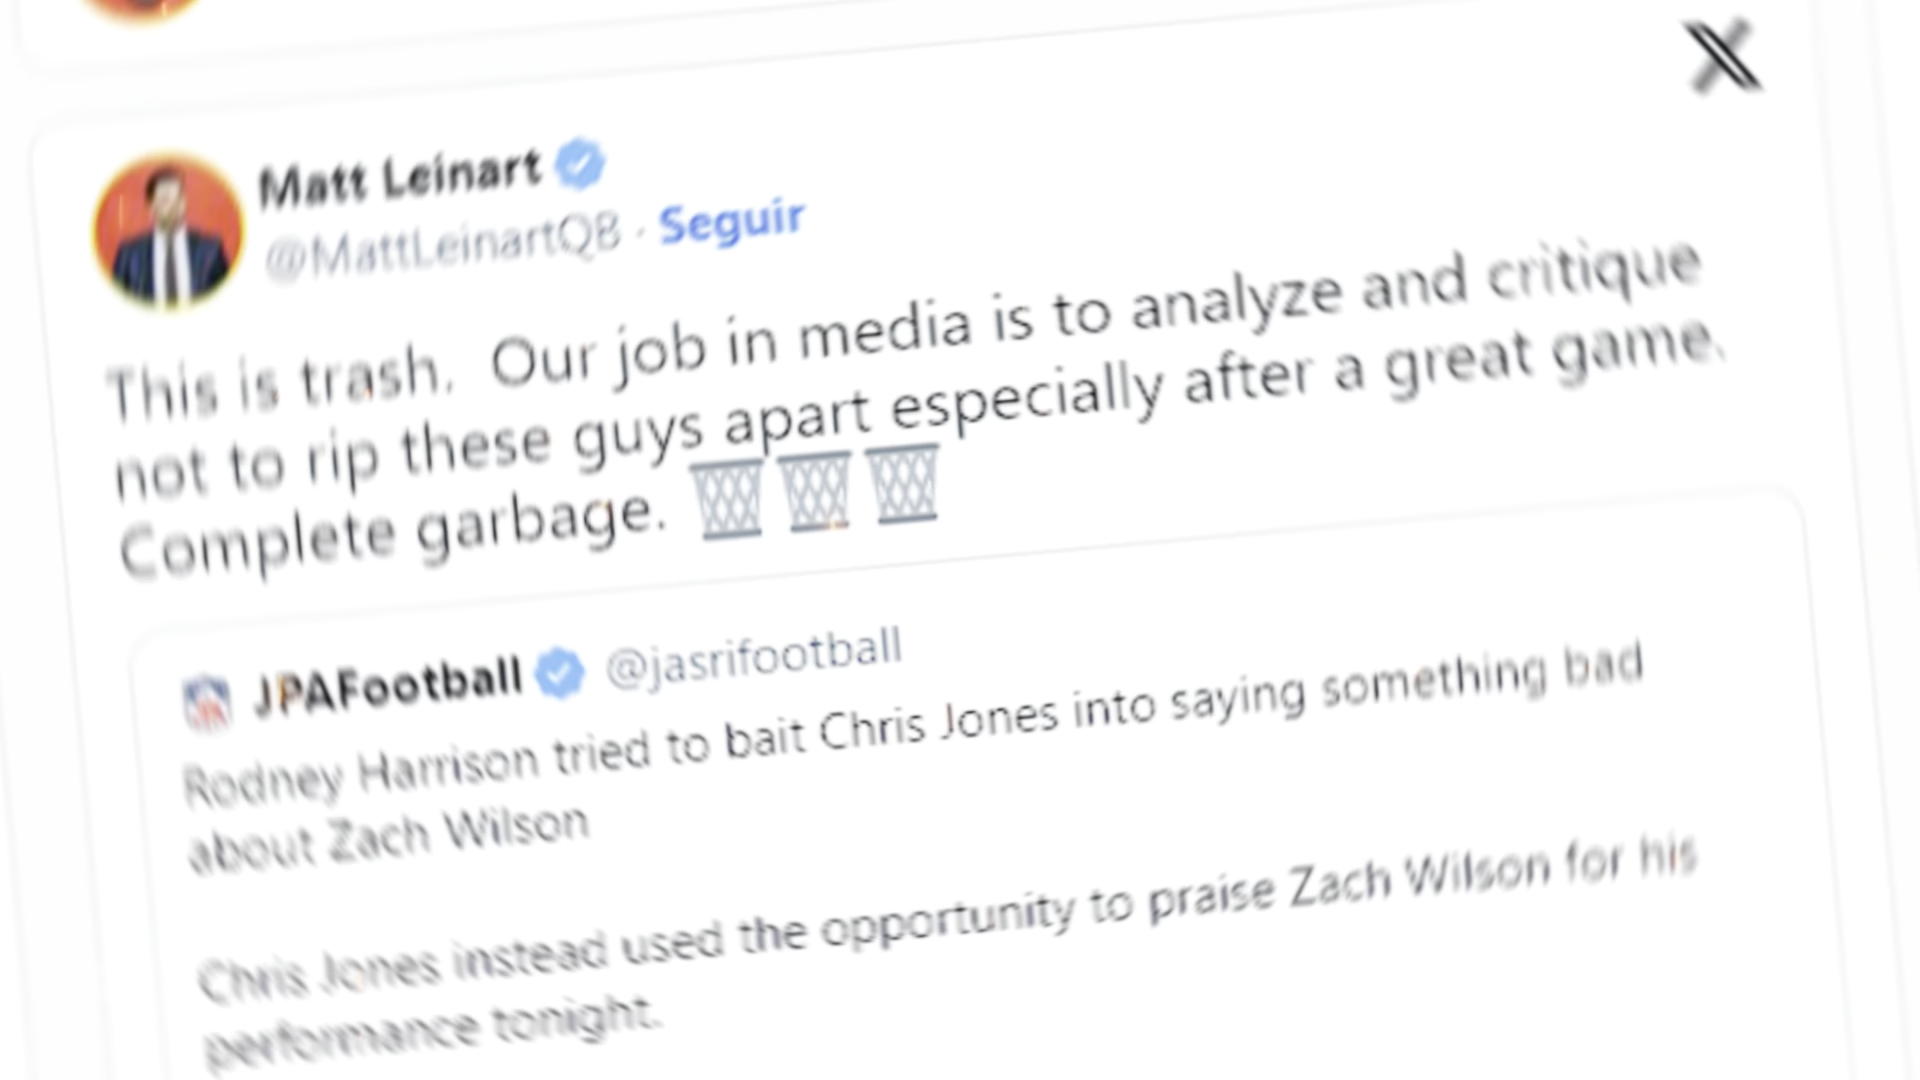 Matt Leinart
@MattLeinartQB · Seguir
This is trash. Our job in media is to analyze and critique
not to rip these guys apart especially after a great game.
Complete garbage. 🗑🗑🗑
JPAFootball @jasrifootball
Rodney Harrison tried to bait Chris Jones into saying something bad
about Zach Wilson
Chris Jones instead used the opportunity to praise Zach Wilson for his
performance tonight.